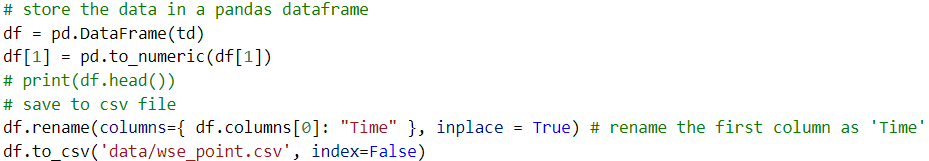 # store the data in a pandas dataframe
df = pd.DataFrame(td)
df[1] = pd.to_numeric(df[1])
# print(df.head())
# save to csv file
df.rename(columns={ df.columns[0]: "Time" }, inplace = True) # rename the first column as 'Time'
df.to_csv('data/wse_point.csv', index=False)